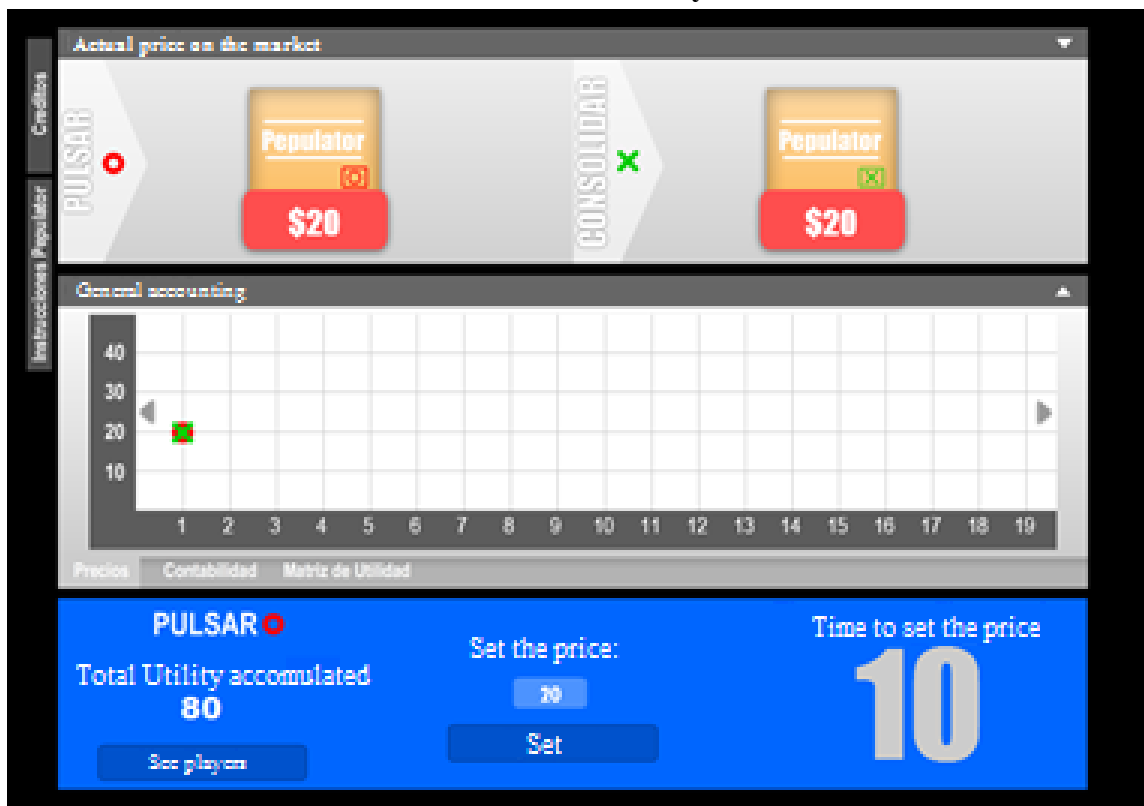 Actual price on the market
Creditos
Instrucciones Pepulator
PULSAR
Pepulator
$20
CONSOLIDAR
Pepulator
$20
General accounting
40
30
20
10
1 2 3 4 5 6 7 8 9 10 11 12 13 14 15 16 17 18 19
Precios Contabilidad Matriz de Utilidad
PULSAR
Total Utility accomulated
80
See players
Set the price:
20
Set
Time to set the price
10